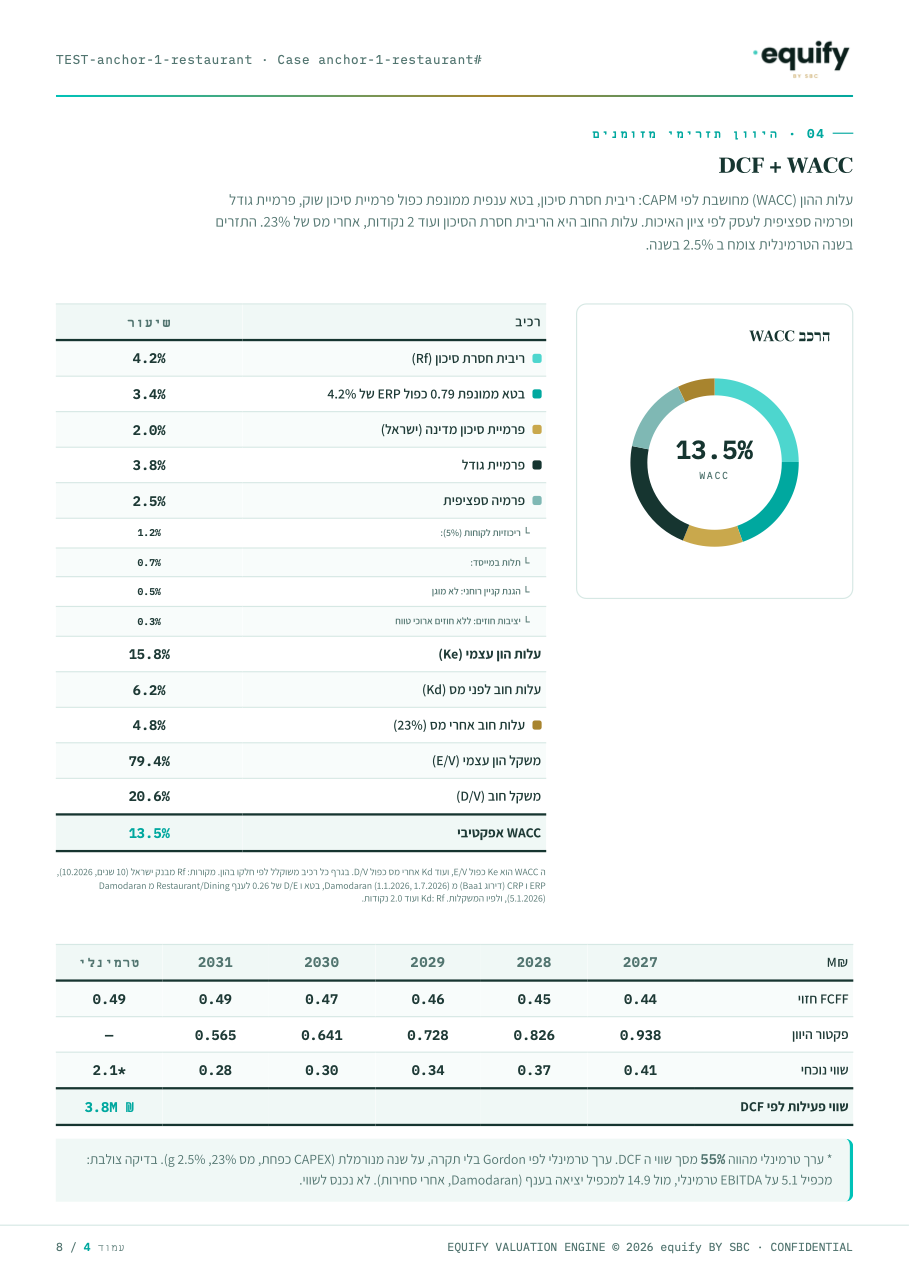 equify
BY SBC
TEST-anchor-1-restaurant · Case anchor-1-restaurant#
04 · היוון תזרימי מזומנים
DCF + WACC
עלות ההון (WACC) מחושבת לפי CAPM: ריבית חסרת סיכון, בטא ענפית ממונפת כפול פרמיית סיכון שוק, פרמיית גודל
ופרמיה ספציפית לעסק לפי ציון האיכות. עלות החוב היא הריבית חסרת הסיכון ועוד 2 נקודות, אחרי מס של 23%. התזרים
בשנה הטרמינלית צומח ב 2.5% בשנה.
הרכב WACC
13.5%
WACC
רכיב שיעור
ריבית חסרת סיכון (Rf) 4.2%
בטא ממונפת 0.79 כפול ERP של 4.2% 3.4%
פרמיית סיכון מדינה (ישראל) 2.0%
פרמיית גודל 3.8%
פרמיה ספציפית 2.5%
└ ריכוזיות לקוחות (5%): 1.2%
└ תלות במייסד: 0.7%
└ הגנת קניין רוחני: לא מוגן 0.5%
└ יציבות חוזים: ללא חוזים ארוכי טווח 0.3%
עלות הון עצמי (Ke) 15.8%
עלות חוב לפני מס (Kd) 6.2%
עלות חוב אחרי מס (23%) 4.8%
משקל הון עצמי (E/V) 79.4%
משקל חוב (D/V) 20.6%
WACC אפקטיבי 13.5%
ה WACC הוא Ke כפול E/V, ועוד Kd אחרי מס כפול D/V. בגרף כל רכיב משוקלל לפי חלקו בהון. מקורות: Rf מבנק ישראל (10 שנים, 10.2026),
ERP ו CRP (דירוג Baa1) מ Damodaran (1.1.2026, 1.7.2026), בטא ו D/E של 0.26 לענף Restaurant/Dining מ Damodaran
(5.1.2026), ולפיו המשקלות. Kd: Rf ועוד 2.0 נקודות.
₪M 2027 2028 2029 2030 2031 טרמינלי
FCFF חזוי 0.44 0.45 0.46 0.47 0.49 0.49
פקטור היוון 0.938 0.826 0.728 0.641 0.565 —
שווי נוכחי 0.41 0.37 0.34 0.30 0.28 2.1*
שווי פעילות לפי DCF 3.8M ₪
* ערך טרמינלי מהווה 55% מסך שווי ה DCF. ערך טרמינלי לפי Gordon בלי תקרה, על שנה מנורמלת (CAPEX כפחת, מס 23%, g 2.5%). בדיקה צולבת:
מכפיל 5.1 על EBITDA טרמינלי, מול 14.9 למכפיל יציאה בענף (Damodaran, אחרי סחירות). לא נכנס לשווי.
EQUIFY VALUATION ENGINE © 2026 equify BY SBC · CONFIDENTIAL
עמוד 4 / 8